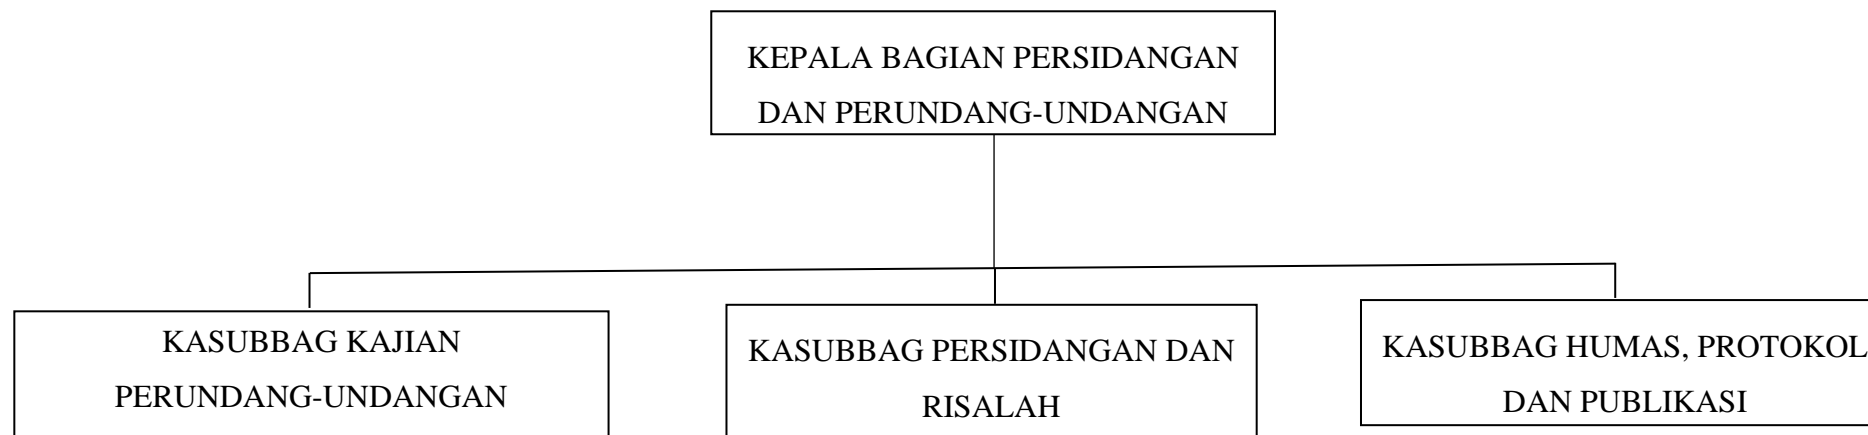 KEPALA BAGIAN PERSIDANGAN
DAN PERUNDANG-UNDANGAN
KASUBBAG KAJIAN
PERUNDANG-UNDANGAN
KASUBBAG PERSIDANGAN DAN
RISALAH
KASUBBAG HUMAS, PROTOKOL
DAN PUBLIKASI